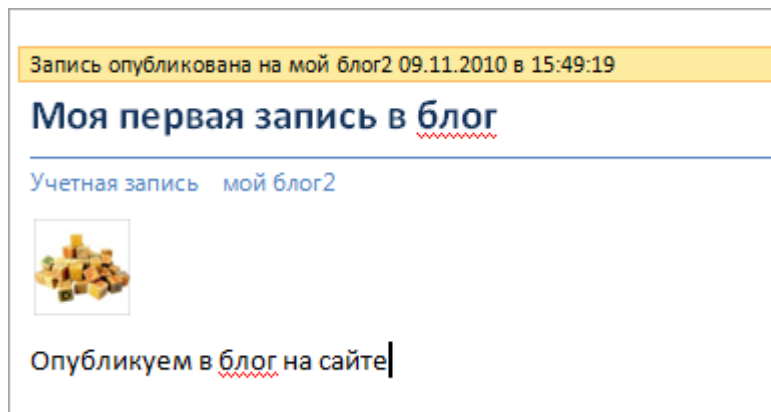 Запись опубликована на мой блог2 09.11.2010 в 15:49:19
Моя первая запись в блог
Учетная запись мой блог2
Опубликуем в блог на сайте